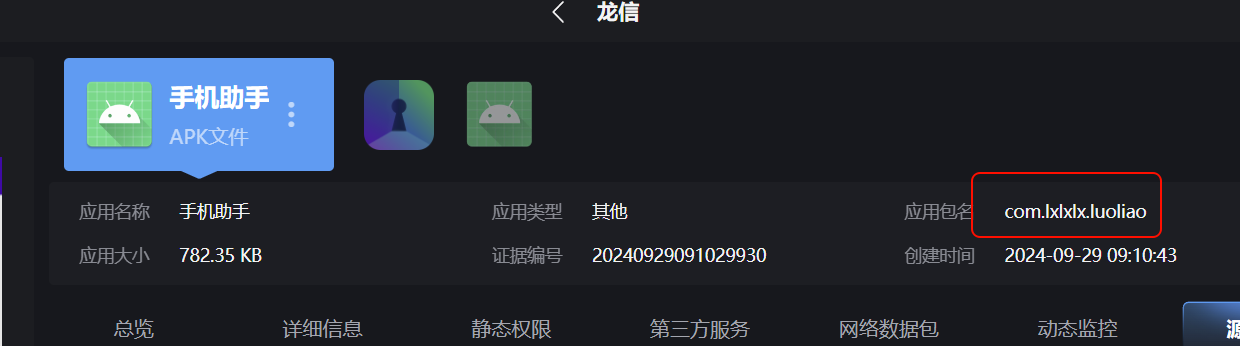 龙信
手机助手
APK文件
应用名称 手机助手 应用类型 其他 应用包名 com.lxlxlx.luoliao
应用大小 782.35 KB 证据编号 20240929091029930 创建时间 2024-09-29 09:10:43
总览 详细信息 静态权限 第三方服务 网络数据包 动态监控 源